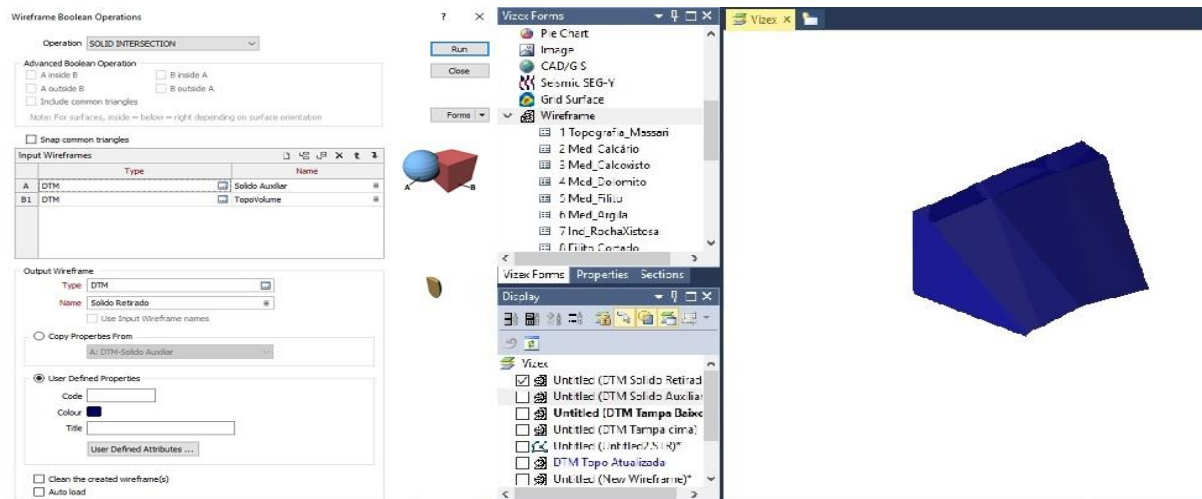 Wireframe Boolean Operations
?
Operation SOLID INTERSECTION
Run
Close
Forms
Advanced Boolean Operation
A inside B
B inside A
A outside B
B outside A
Include common triangles
Note: For surfaces, inside = below = right depending on surface orientation
Snap common triangles
Input Wireframes
Type Name
A DTM Solido Auxiliar
B1 DTM TopoVolume
A B
Output Wireframe
Type DTM
Name Solido Retirado
Use Input Wireframe names
Copy Properties From
A: DTM-Solido Auxiliar
User Defined Properties
Code
Colour
Title
User Defined Attributes ...
Clean the created wireframe(s)
Auto load
Vizex Forms
Pie Chart
Image
CAD/GIS
Seismic SEG-Y
Grid Surface
Wireframe
1 Topografia_Massari
2 Med_Calcário
3 Med_Calcoxisto
4 Med_Dolomito
5 Med_Filito
6 Med_Argila
7 Ind_RochaXistosa
8 Filito Cortado
Vizex Forms Properties Sections
Display
Vizex
Untitled (DTM Solido Retirad
Untitled (DTM Solido Auxiliar
Untitled (DTM Tampa Baixo
Untitled (DTM Tampa cima)
Untitled (Untitled2.STR)*
DTM Topo Atualizada
Untitled (New Wireframe)*
Vizex